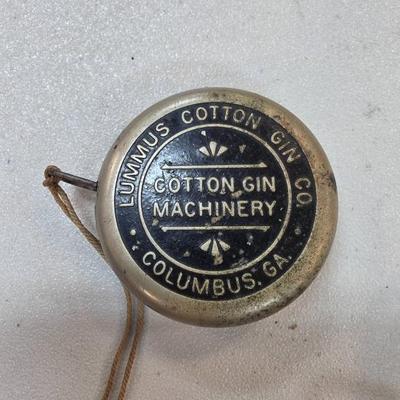 LUMMUS COTTON GIN CO.
COTTON GIN
MACHINERY
COLUMBUS, GA.